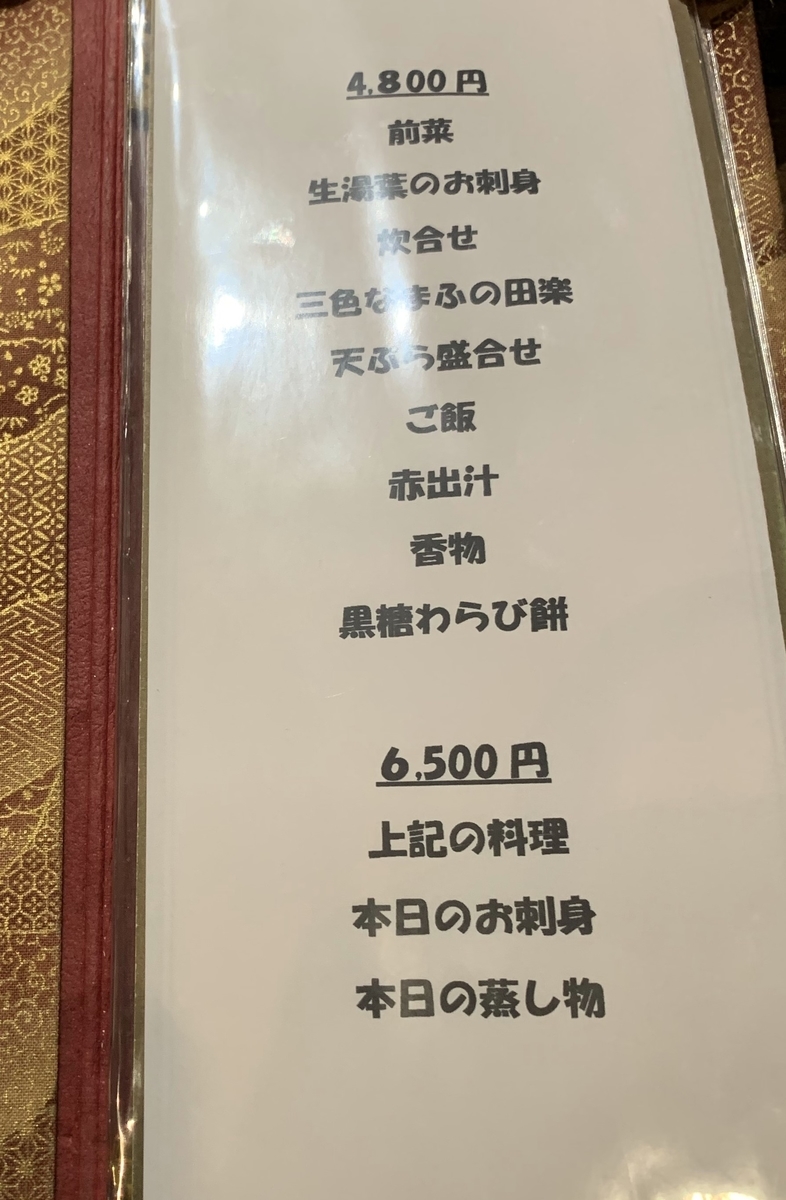 4,800円
前菜
生湯葉のお刺身
炊合せ
三色なまふの田楽
天ぷら盛合せ
ご飯
赤出汁
香物
黒糖わらび餅
6,500円
上記の料理
本日のお刺身
本日の蒸し物